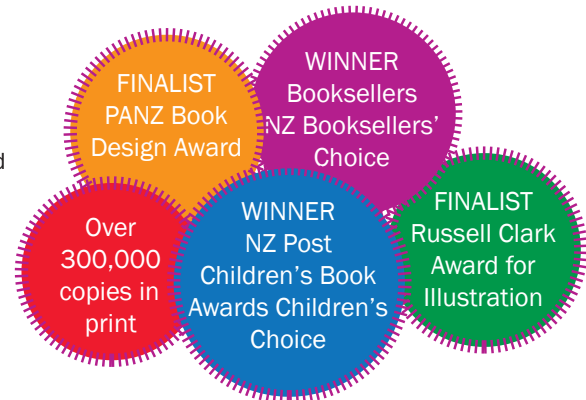 FINALIST
PANZ Book
Design Award
WINNER
Booksellers
NZ Booksellers'
Choice
d
Over
300,000
copies in
print
WINNER
NZ Post
Children's Book
Awards Children's
Choice
FINALIST
Russell Clark
Award for
Illustration